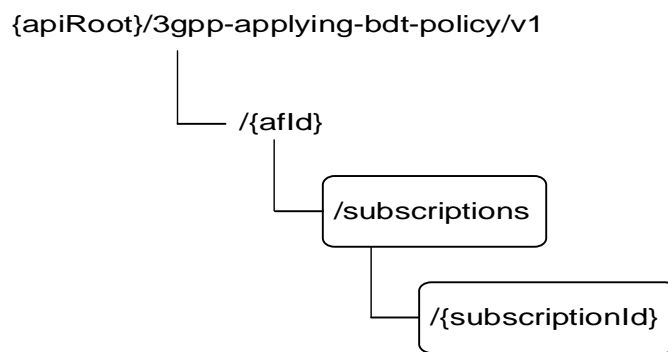 {apiRoot}/3gpp-applying-bdt-policy/v1
/{afId}
/subscriptions
/{subscriptionId}